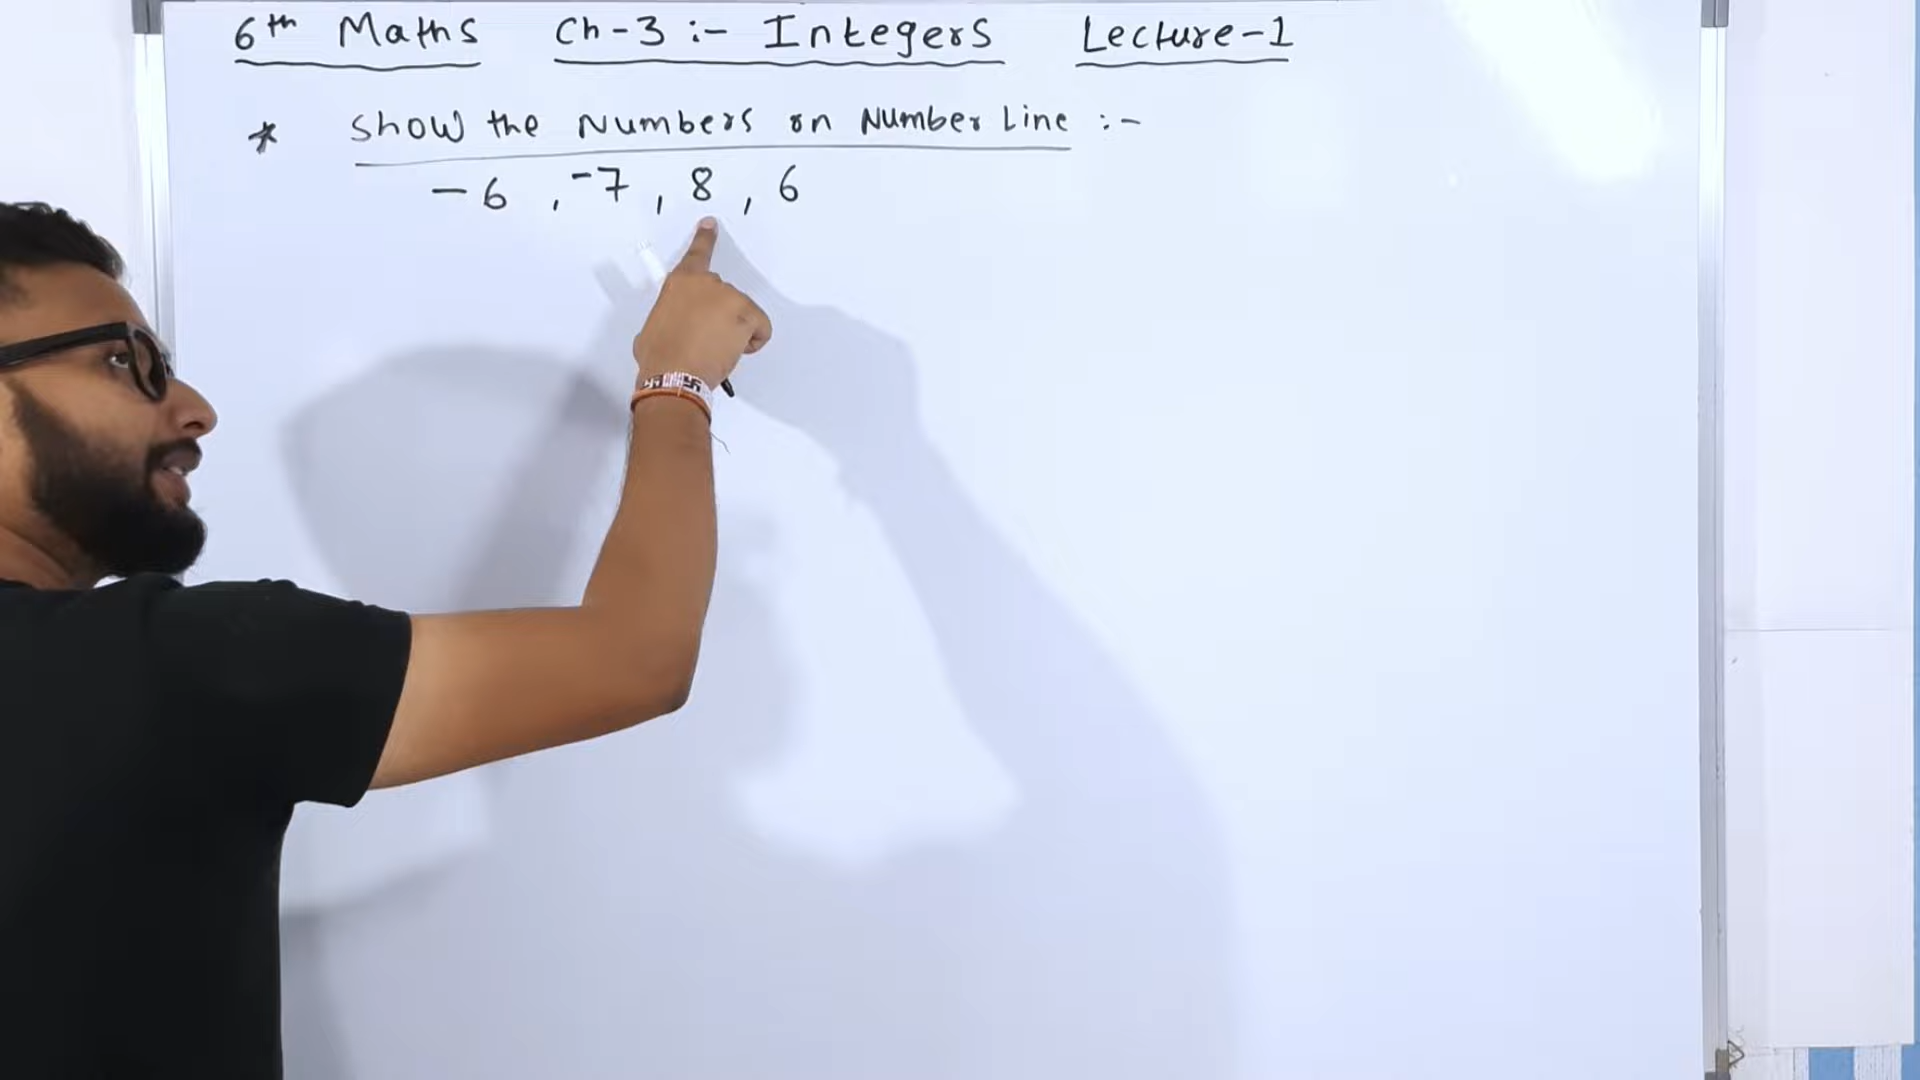 6th Maths Ch-3 :- Integers Lecture-1
* Show the Numbers on Number Line :-
-6 , -7 , 8 , 6